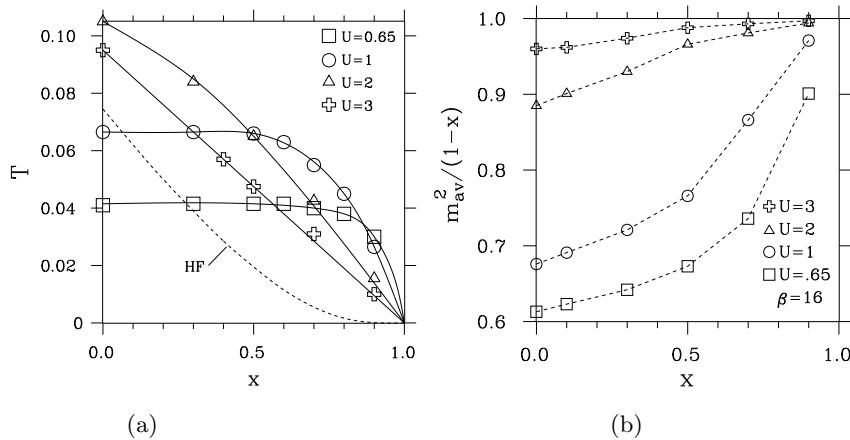 0.10
0.08
0.06
0.04
0.02
0
T
0.0
0.5
1.0
x
U=0.65
U=1
U=2
U=3
HF
(a)
1.0
0.9
0.8
0.7
0.6
m²av/(1-x)
0.0
0.5
1.0
x
U=3
U=2
U=1
U=.65
β=16
(b)